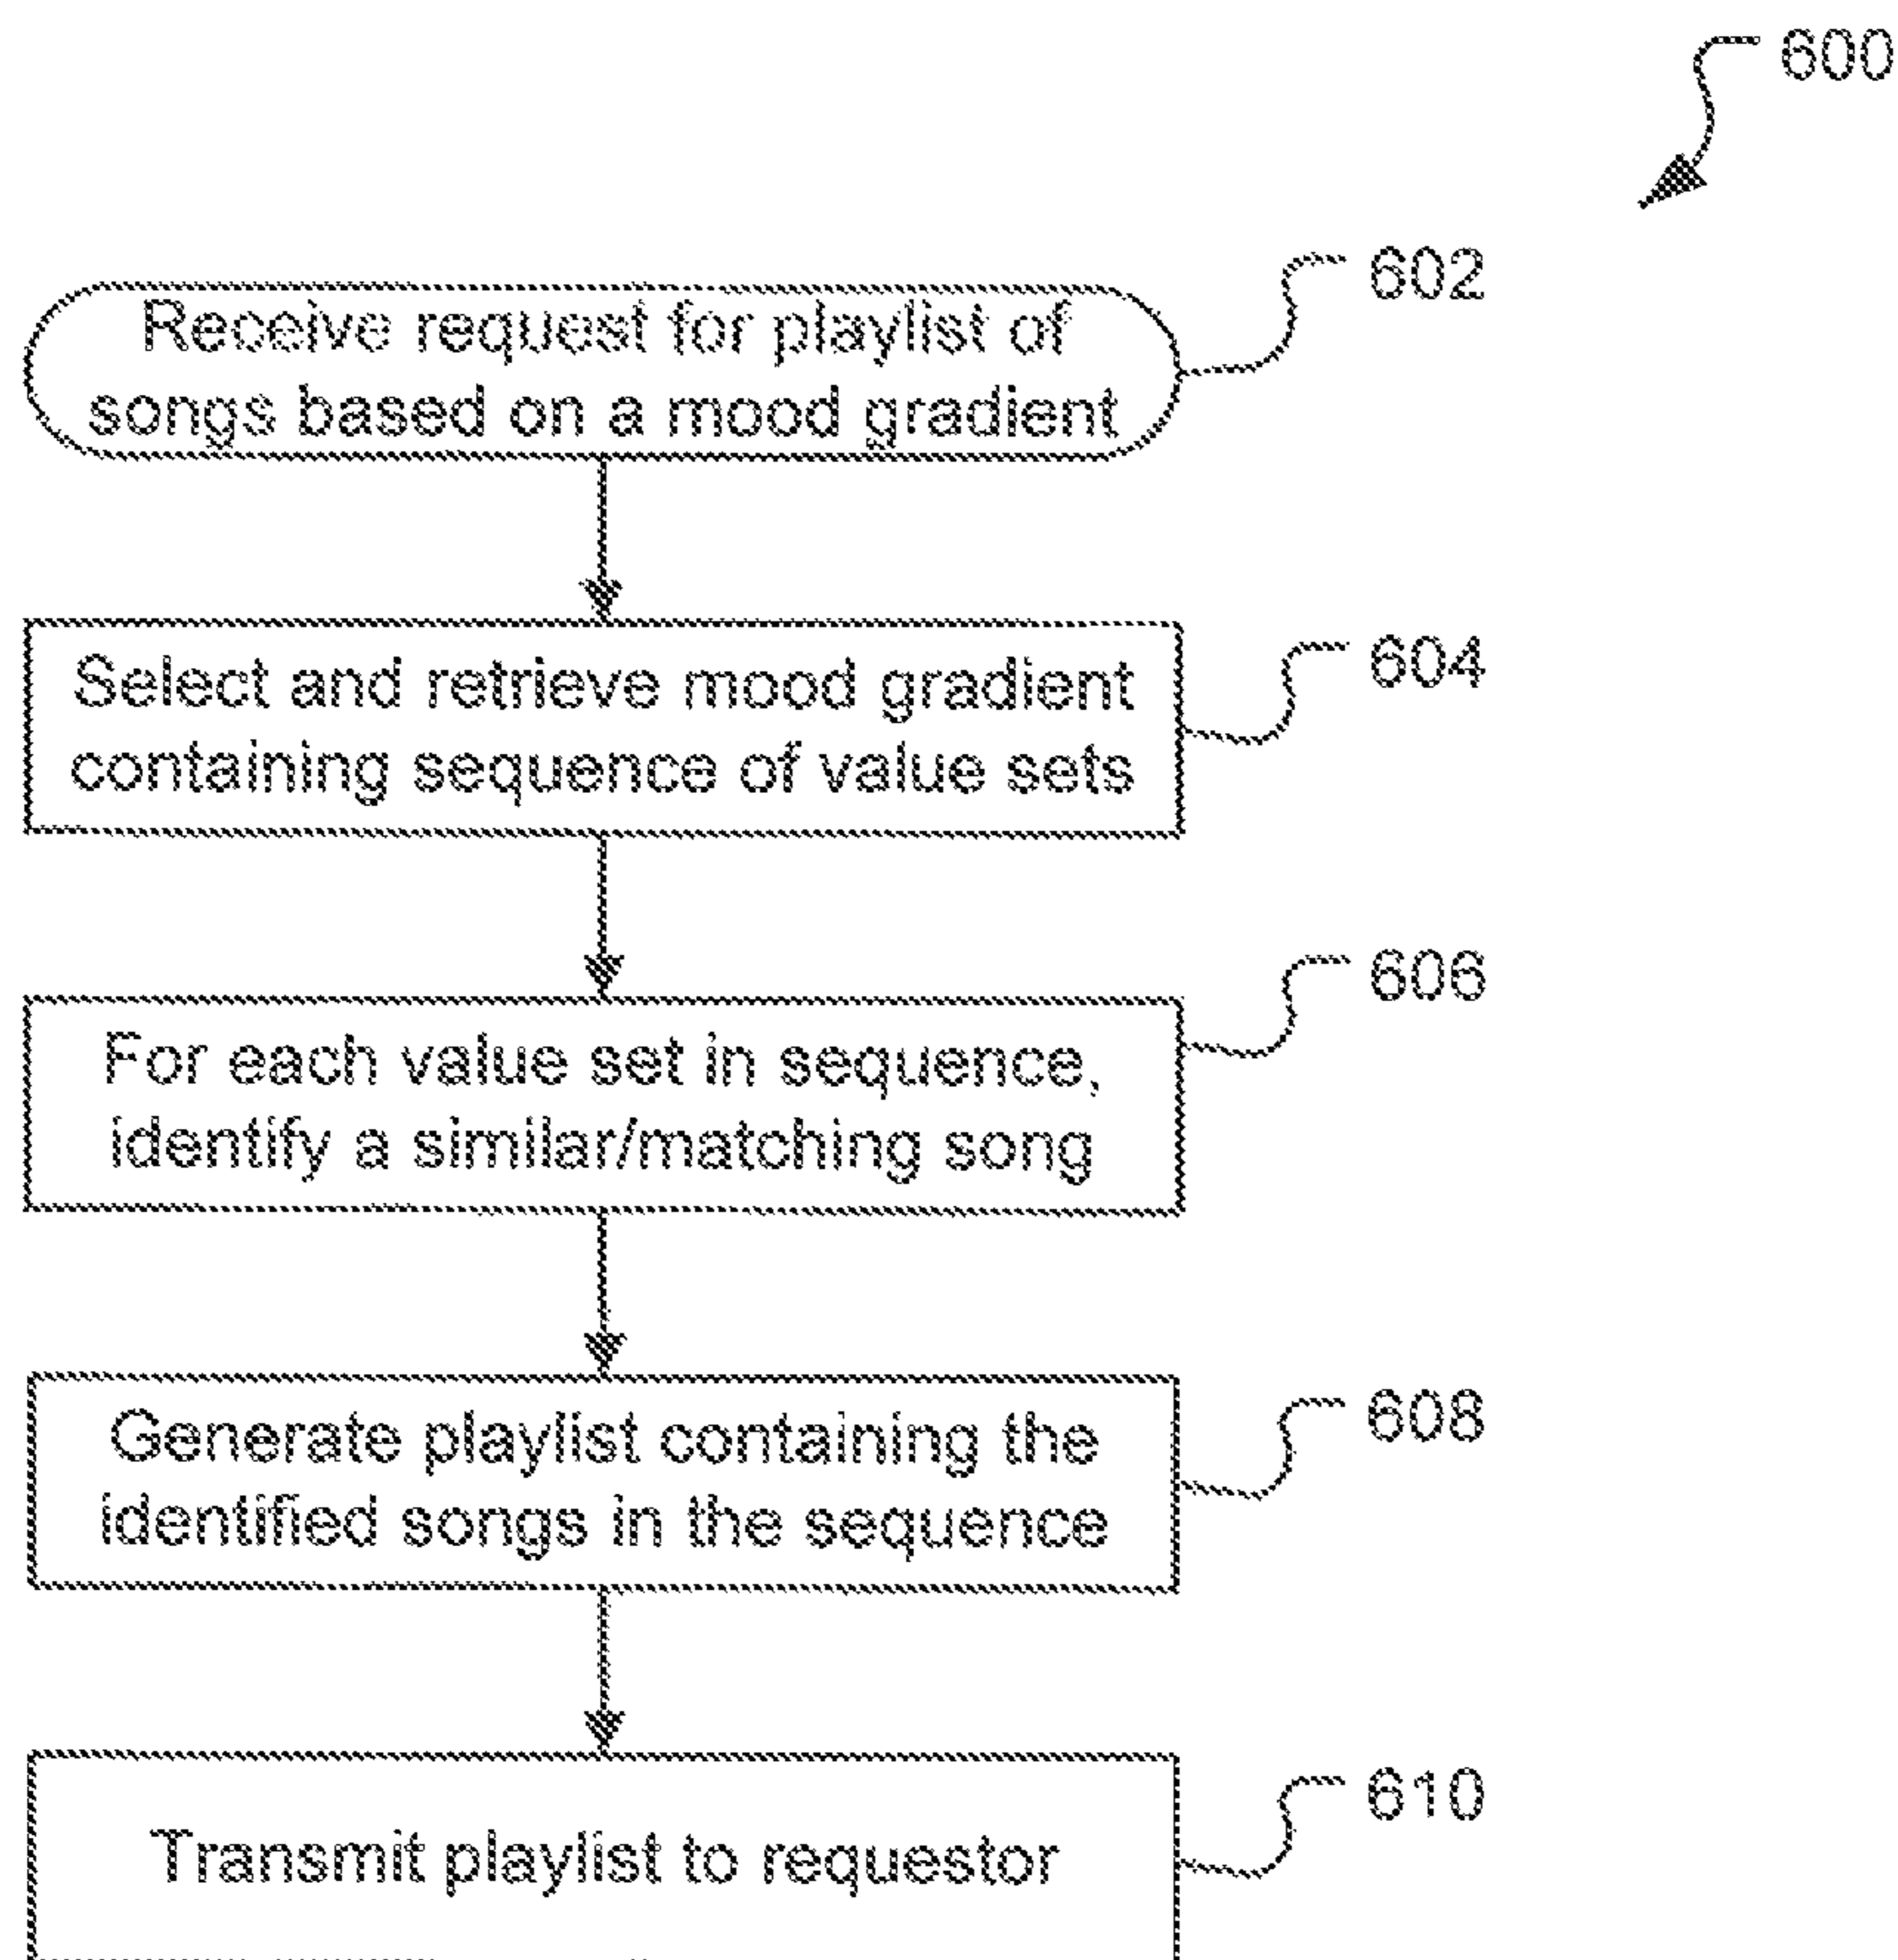 600
602
Receive request for playlist of
songs based on a mood gradient
604
Select and retrieve mood gradient
containing sequence of value sets
606
For each value set in sequence,
identify a similar/matching song
608
Generate playlist containing the
identified songs in the sequence
610
Transmit playlist to requestor